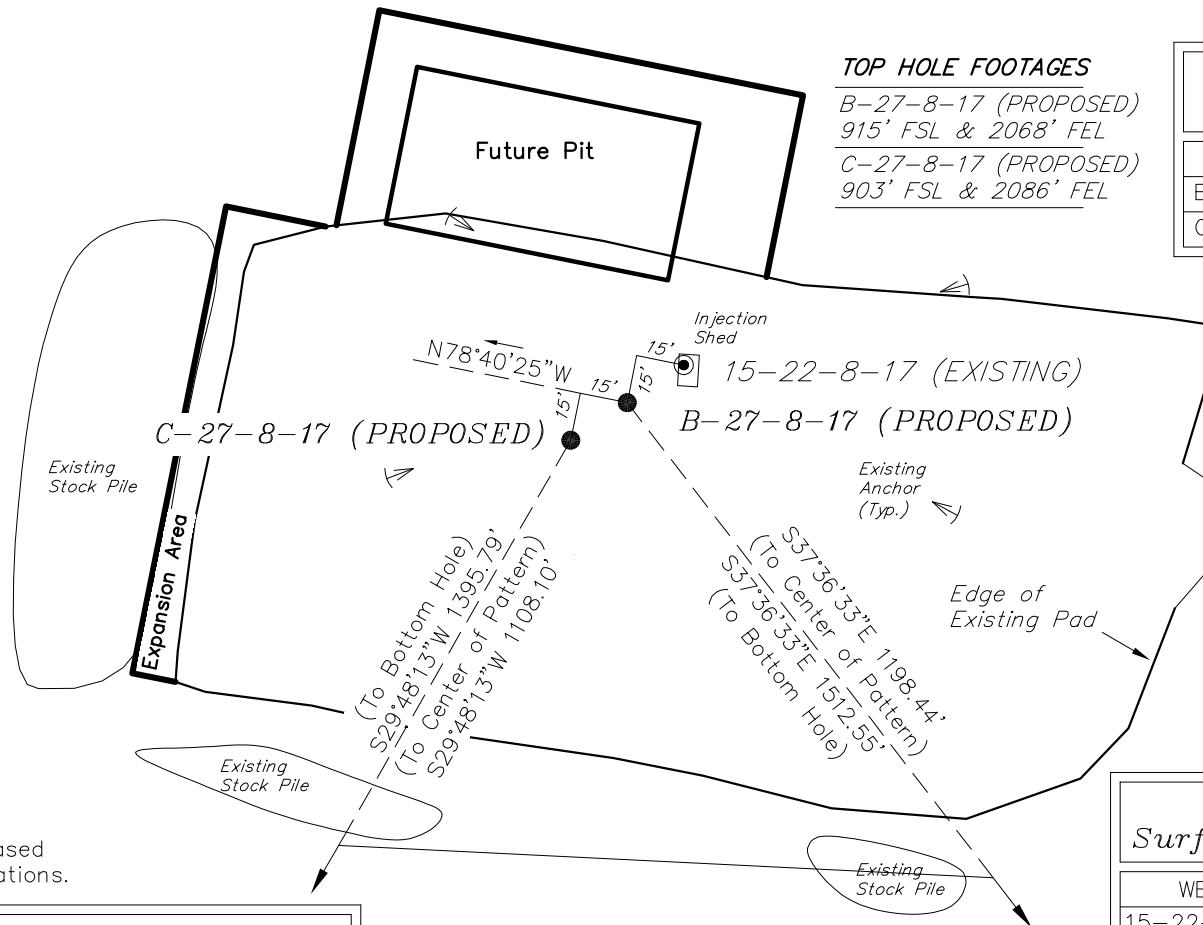 TOP HOLE FOOTAGES
B-27-8-17 (PROPOSED)
915' FSL & 2068' FEL
C-27-8-17 (PROPOSED)
903' FSL & 2086' FEL
Future Pit
Injection
Shed
N78°40'25"W
15'
15'
15'
15'
15-22-8-17 (EXISTING)
B-27-8-17 (PROPOSED)
C-27-8-17 (PROPOSED)
Existing
Stock Pile
Existing
Anchor
(Typ.)
Expansion Area
Edge of
Existing Pad
(To Bottom Hole)
S29°48'13"W 1395.79'
(To Center of Pattern)
S29°48'13"W 1108.10'
S37°36'33"E 1198.44'
(To Center of Pattern)
S37°36'33"E 1512.55'
(To Bottom Hole)
Existing
Stock Pile
Existing
Stock Pile
ased
ations.
Surf
WE
15-22-